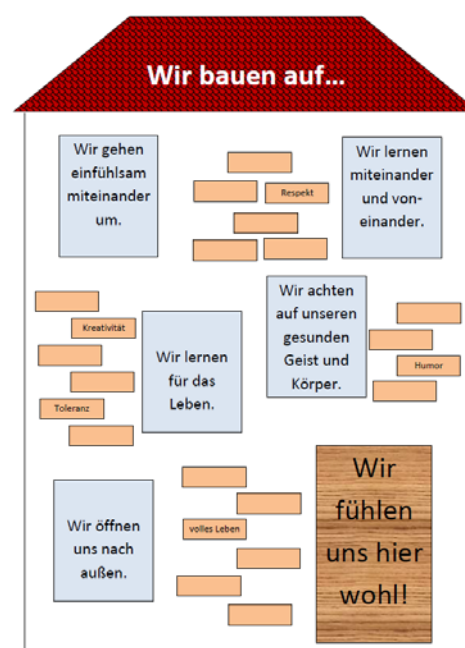 Wir bauen auf...
Wir gehen
einfühlsam
miteinander
um.
Respekt
Wir lernen
miteinander
und von-
einander.
Kreativität
Toleranz
Wir lernen
für das
Leben.
Wir achten
auf unseren
gesunden
Geist und
Körper.
Humor
Wir öffnen
uns nach
außen.
volles Leben
Wir
fühlen
uns hier
wohl!